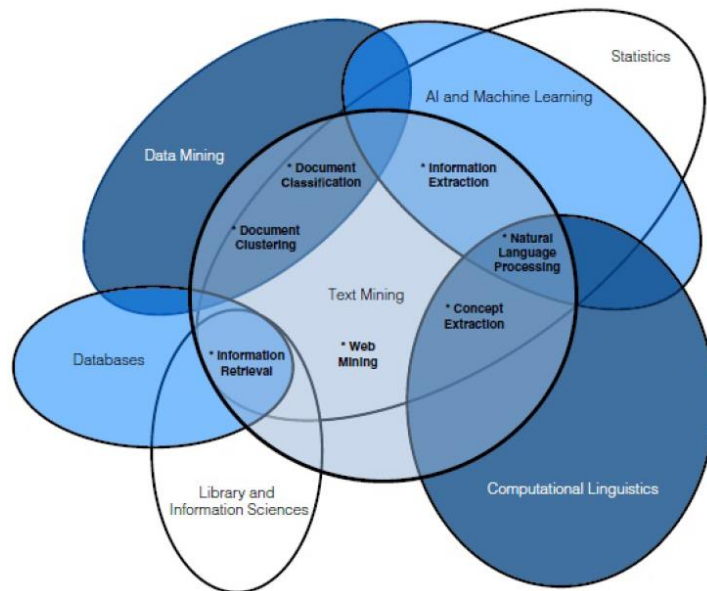 Statistics
AI and Machine Learning
Data Mining
* Document
Classification
* Information
Extraction
* Document
Clustering
* Natural
Language
Processing
Text Mining
* Concept
Extraction
Databases
* Information
Retrieval
* Web
Mining
Library and
Information Sciences
Computational Linguistics